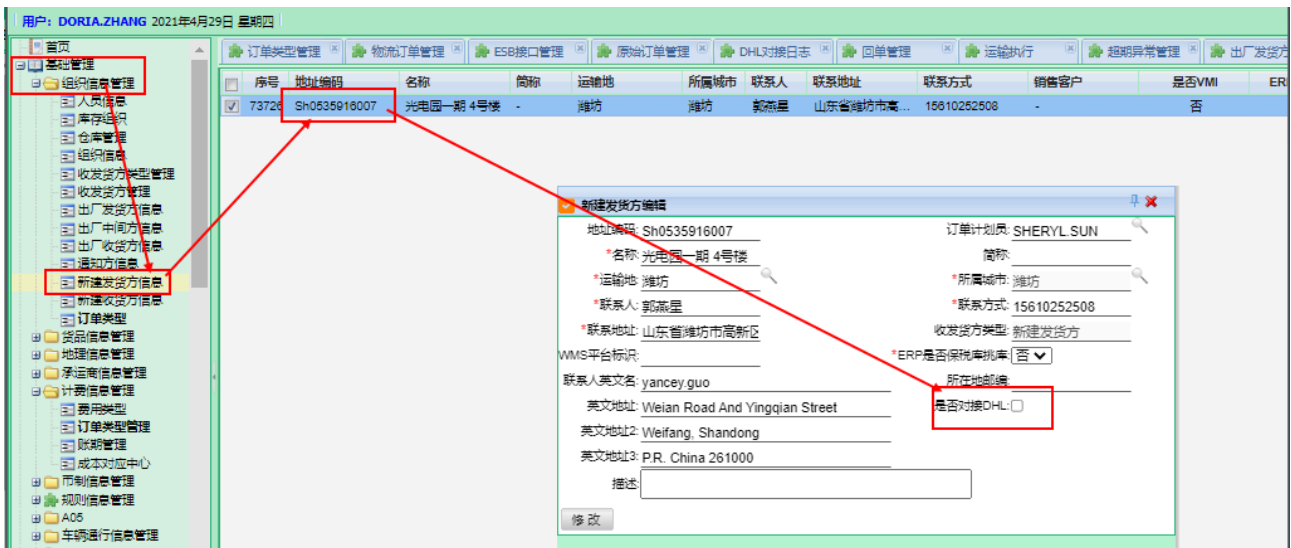 用户: DORIA.ZHANG 2021年4月29日 星期四
首页
基础管理
组织信息管理
人员信息
库存组织
仓库管理
组织信息
收发货方类型管理
收发货方管理
出厂发货方信息
出厂中间方信息
出厂收货方信息
通知方信息
新建发货方信息
新建收货方信息
订单类型
货品信息管理
地理信息管理
承运商信息管理
计费信息管理
费用类型
订单类型管理
账期管理
成本对应中心
币制信息管理
规则信息管理
A05
车辆通行信息管理
订单类型管理 物流订单管理 ESB接口管理 原始订单管理 DHL对接日志 回单管理 运输执行 超期异常管理 出厂发货方
序号 地址编码 名称 简称 运输地 所属城市 联系人 联系地址 联系方式 销售客户 是否VMI ERI
73726 Sh0535916007 光电园一期 4号楼 - 潍坊 潍坊 郭燕星 山东省潍坊市高... 15610252508 - 否
新建发货方编辑
地址编码: Sh0535916007 订单计划员: SHERYL.SUN
*名称: 光电园一期 4号楼 简称:
*运输地: 潍坊 *所属城市: 潍坊
*联系人: 郭燕星 *联系方式: 15610252508
*联系地址: 山东省潍坊市高新区 收发货方类型: 新建发货方
WMS平台标识: *ERP是否保税库挑库: 否
联系人英文名: yancey.guo 所在地邮编:
英文地址: Weian Road And Yingqian Street 是否对接DHL:
英文地址2: Weifang, Shandong
英文地址3: P.R. China 261000
描述:
修 改